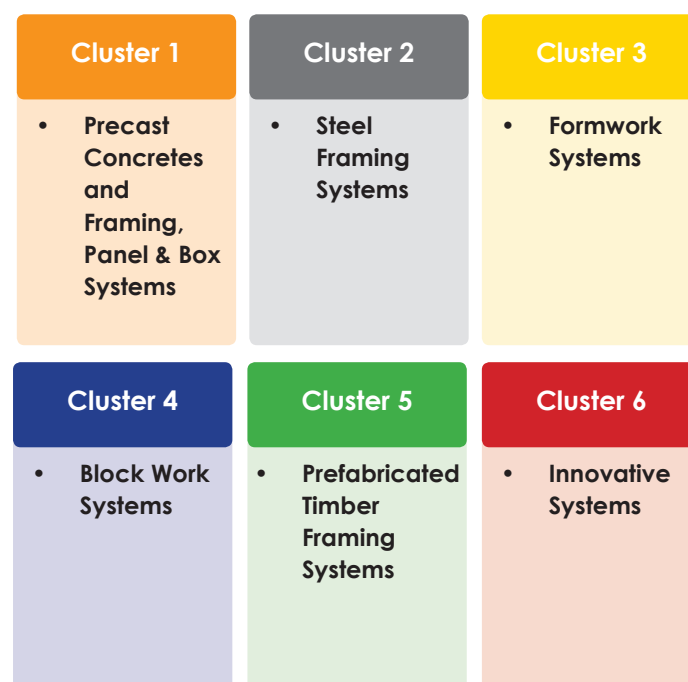 Cluster 1
• Precast
Concretes
and
Framing,
Panel & Box
Systems
Cluster 2
• Steel
Framing
Systems
Cluster 3
• Formwork
Systems
Cluster 4
• Block Work
Systems
Cluster 5
• Prefabricated
Timber
Framing
Systems
Cluster 6
• Innovative
Systems